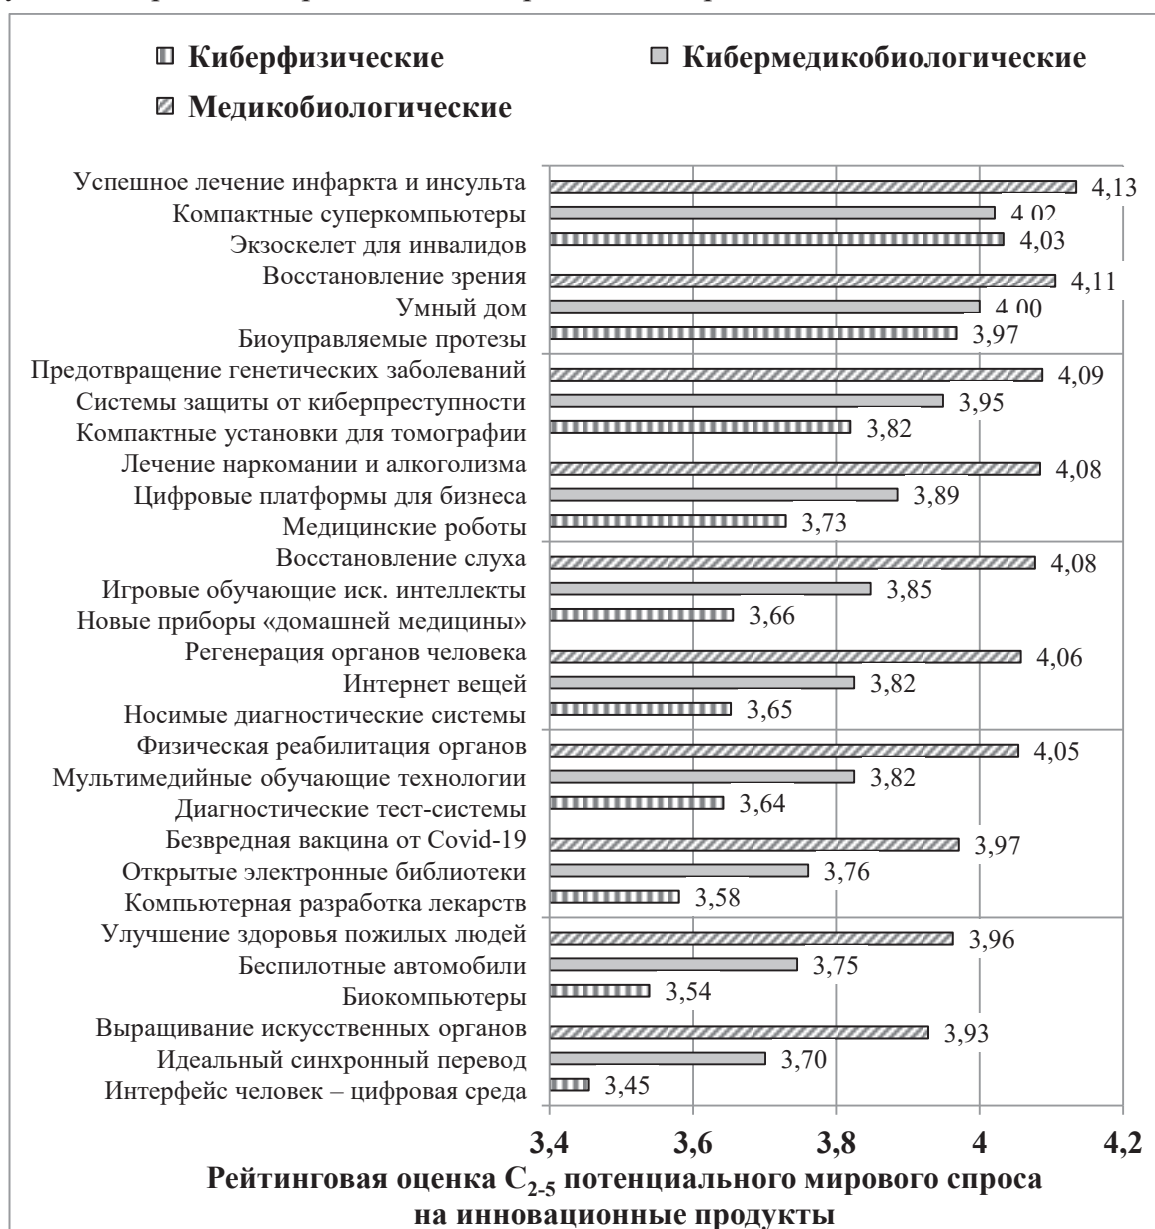 Киберфизические
Кибермедикобиологические
Медикобиологические
Успешное лечение инфаркта и инсульта 4,13
Компактные суперкомпьютеры 4,02
Экзоскелет для инвалидов 4,03
Восстановление зрения 4,11
Умный дом 4,00
Биоуправляемые протезы 3,97
Предотвращение генетических заболеваний 4,09
Системы защиты от киберпреступности 3,95
Компактные установки для томографии 3,82
Лечение наркомании и алкоголизма 4,08
Цифровые платформы для бизнеса 3,89
Медицинские роботы 3,73
Восстановление слуха 4,08
Игровые обучающие иск. интеллекты 3,85
Новые приборы «домашней медицины» 3,66
Регенерация органов человека 4,06
Интернет вещей 3,82
Носимые диагностические системы 3,65
Физическая реабилитация органов 4,05
Мультимедийные обучающие технологии 3,82
Диагностические тест-системы 3,64
Безвредная вакцина от Covid-19 3,97
Открытые электронные библиотеки 3,76
Компьютерная разработка лекарств 3,58
Улучшение здоровья пожилых людей 3,96
Беспилотные автомобили 3,75
Биокомпьютеры 3,54
Выращивание искусственных органов 3,93
Идеальный синхронный перевод 3,70
Интерфейс человек – цифровая среда 3,45
3,4 3,6 3,8 4 4,2
Рейтинговая оценка C2-5 потенциального мирового спроса
на инновационные продукты